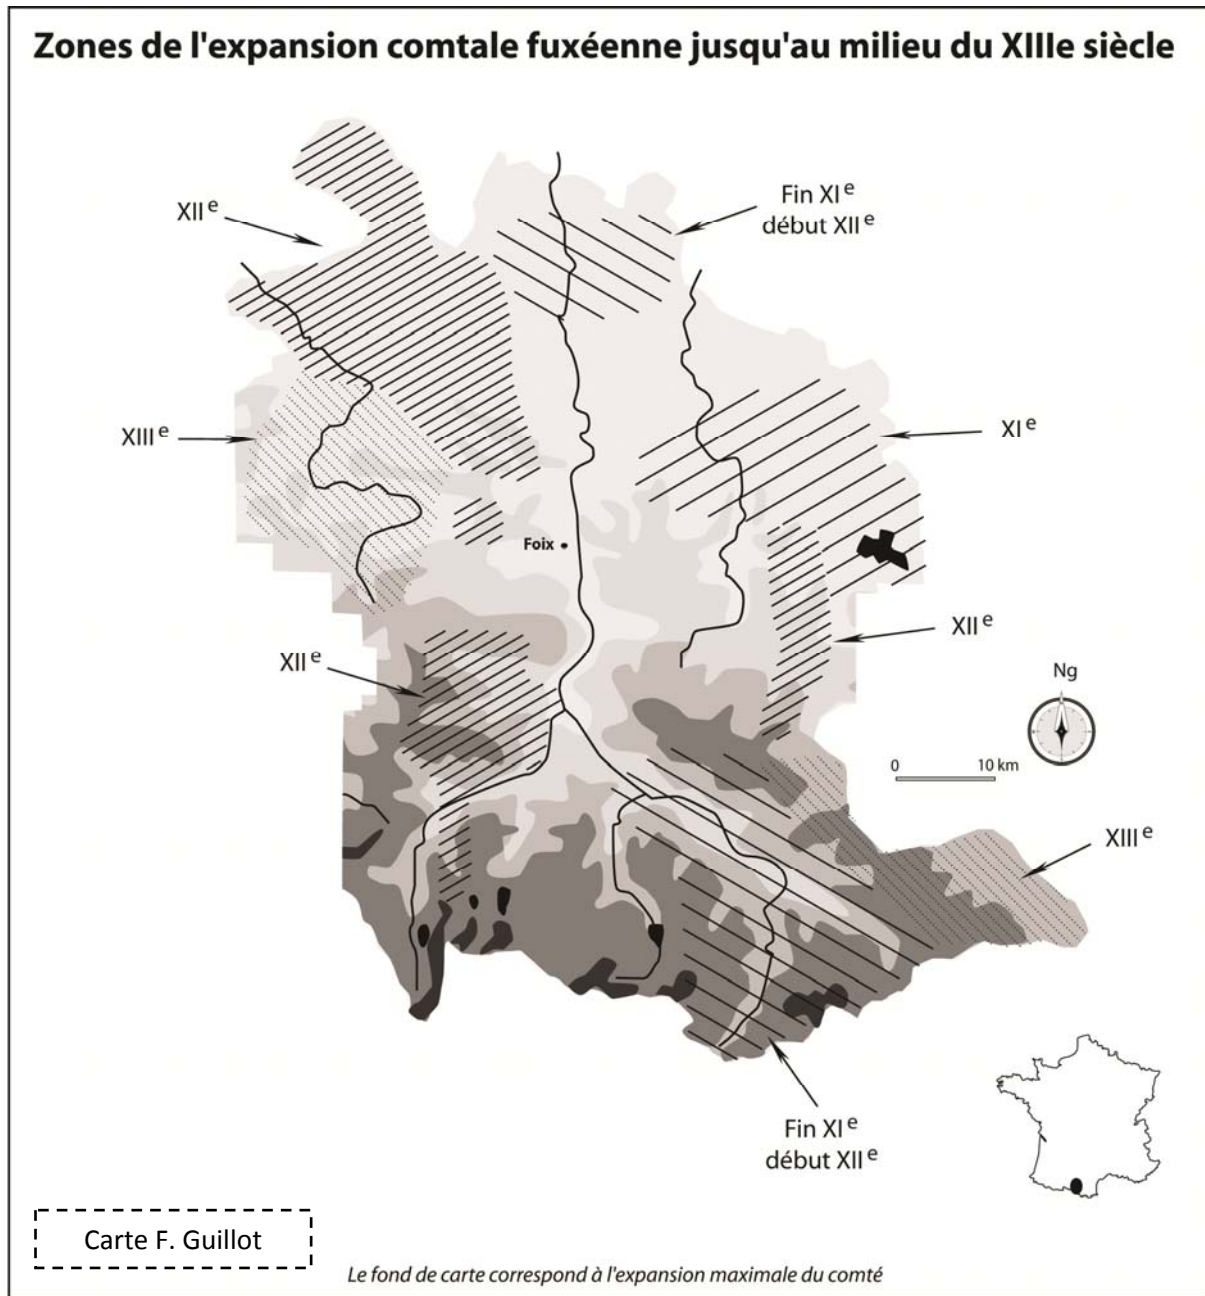 Zones de l'expansion comtale fuxéenne jusqu'au milieu du XIIIe siècle
XIIe
Fin XIe
début XIIe
XIIIe
XIe
Foix
XIIe
XIIe
Ng
0 10 km
XIIIe
Fin XIe
début XIIe
Carte F. Guillot
Le fond de carte correspond à l'expansion maximale du comté